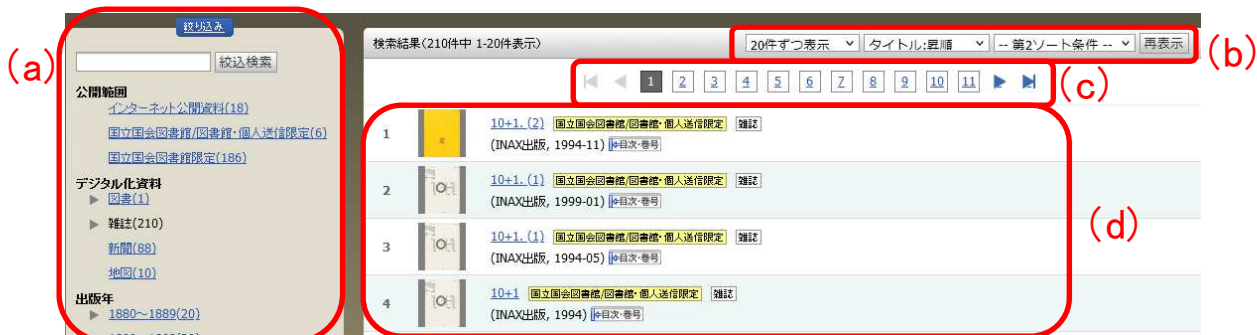 絞り込み
(a)
絞込検索
公開範囲
インターネット公開資料(18)
国立国会図書館/図書館・個人送信限定(6)
国立国会図書館限定(186)
デジタル化資料
▶ 図書(1)
▶ 雑誌(210)
新聞(88)
地図(10)
出版年
▶ 1880~1889(20)
検索結果(210件中 1-20件表示)
20件ずつ表示 タイトル:昇順 -- 第2ソート条件 -- 再表示
(b)
1 2 3 4 5 6 7 8 9 10 11
(c)
1 10+1. (2) 国立国会図書館/図書館・個人送信限定 雑誌
(INAX出版, 1994-11) 目次・巻号
2 10+1. (1) 国立国会図書館/図書館・個人送信限定 雑誌
(INAX出版, 1999-01) 目次・巻号
3 10+1. (1) 国立国会図書館/図書館・個人送信限定 雑誌
(INAX出版, 1994-05) 目次・巻号
4 10+1 国立国会図書館/図書館・個人送信限定 雑誌
(INAX出版, 1994) 目次・巻号
(d)